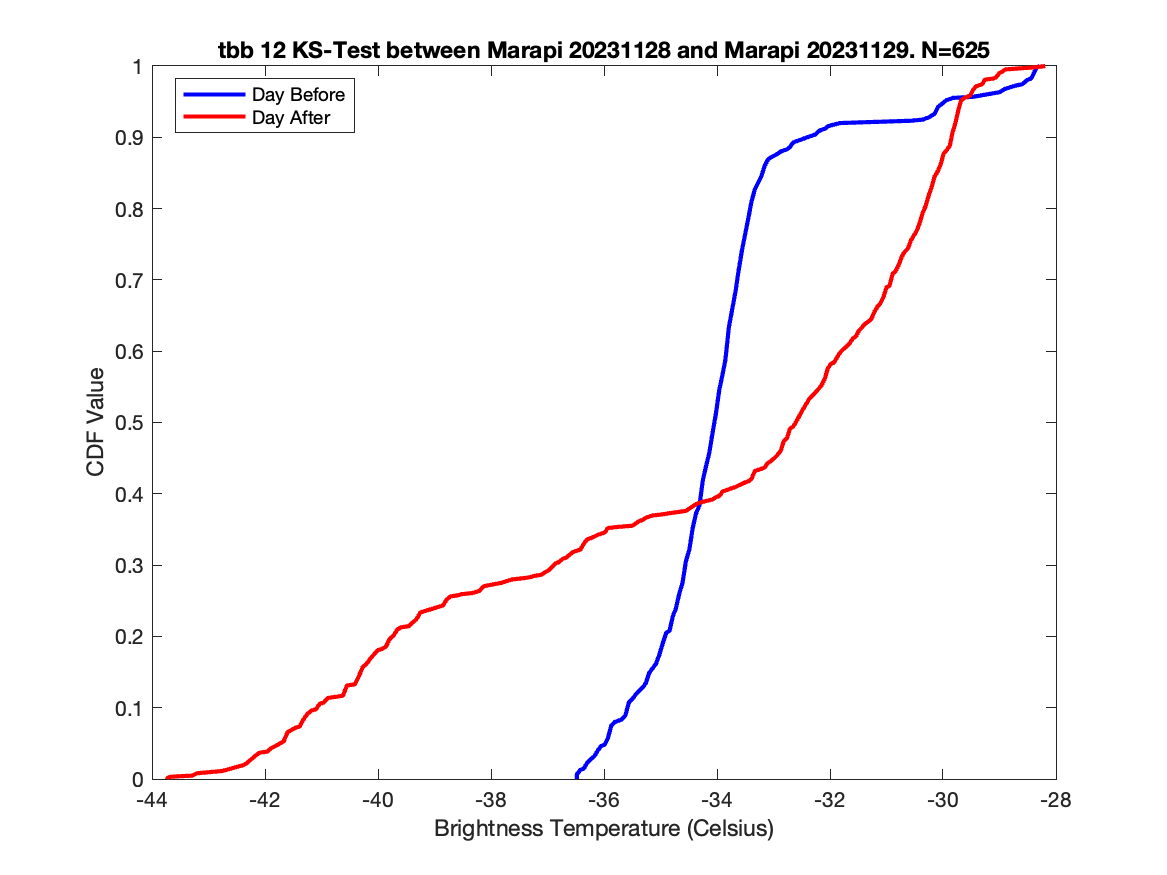 tbb 12 KS-Test between Marapi 20231128 and Marapi 20231129. N=625
1
Day Before
Day After
0.9
0.8
0.7
0.6
0.5
0.4
0.3
0.2
0.1
0
CDF Value
-44 -42 -40 -38 -36 -34 -32 -30 -28
Brightness Temperature (Celsius)